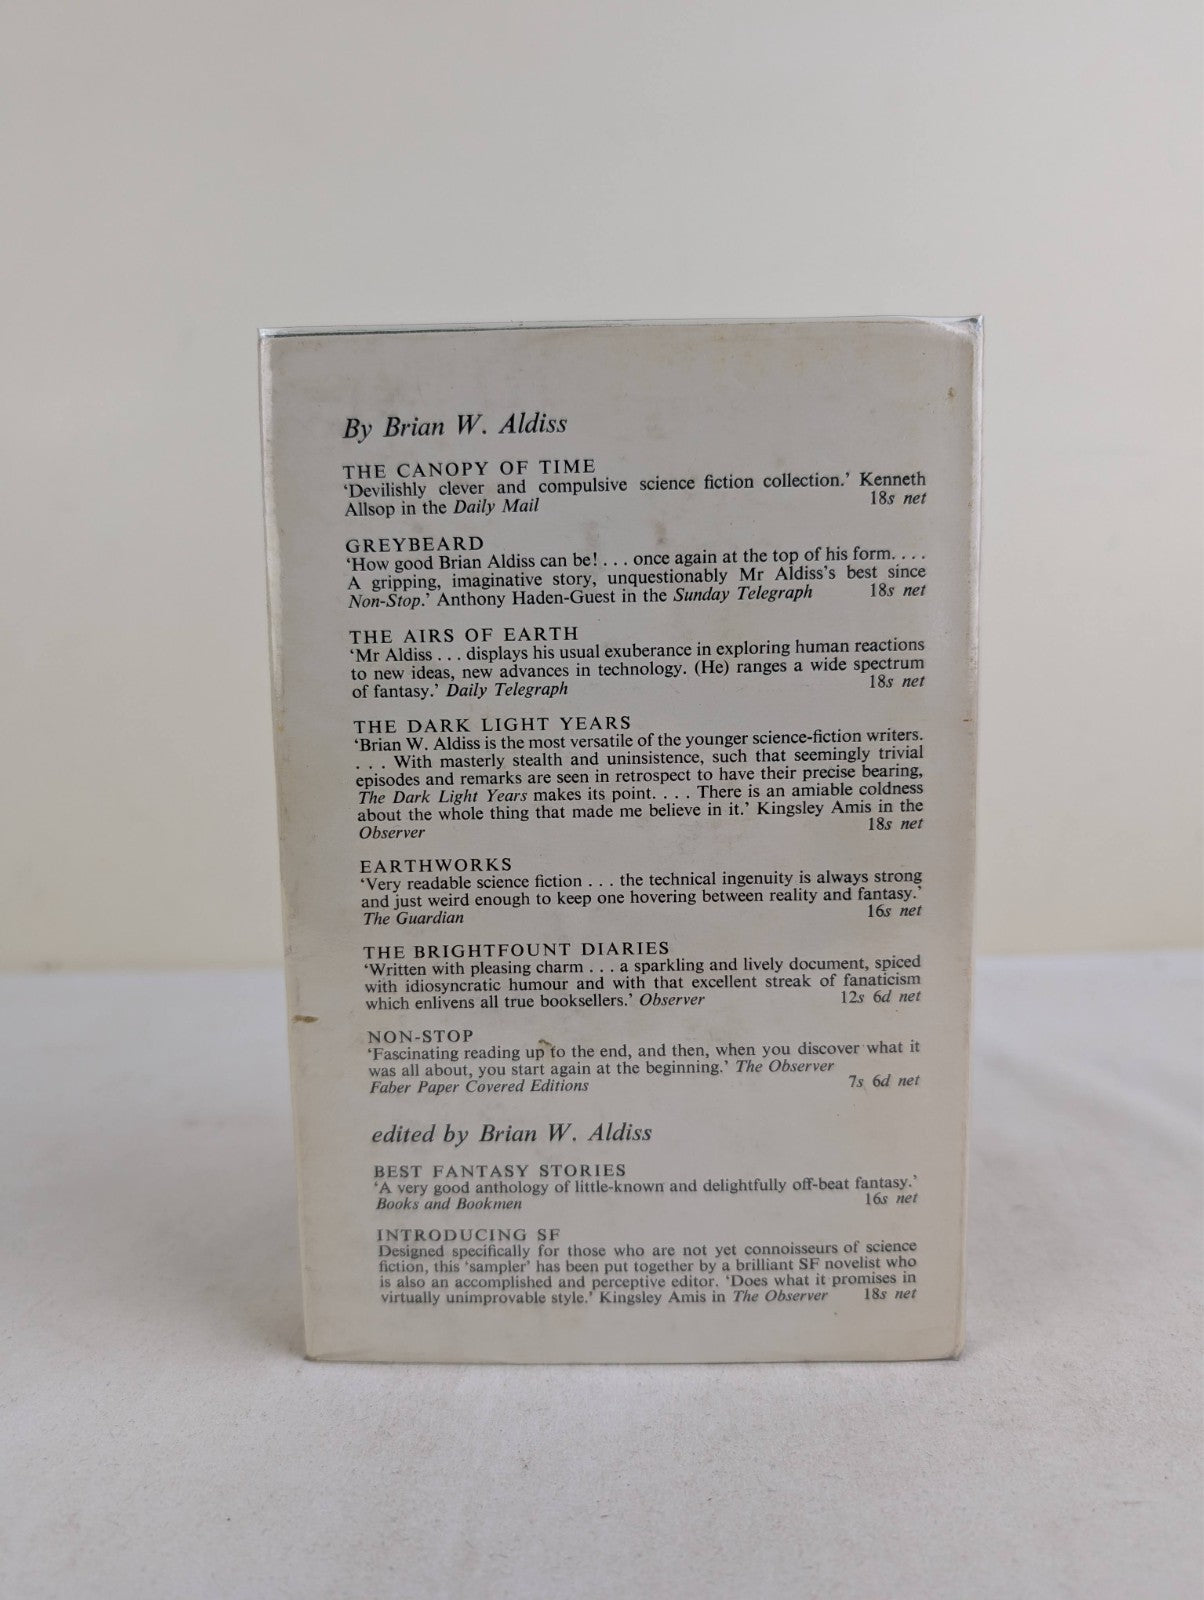 By Brian W. Aldiss
THE CANOPY OF TIME
‘Devilishly clever and compulsive science fiction collection.’ Kenneth
Allsop in the Daily Mail 18s net
GREYBEARD
‘How good Brian Aldiss can be! . . . once again at the top of his form. . . .
A gripping, imaginative story, unquestionably Mr Aldiss’s best since
Non-Stop.’ Anthony Haden-Guest in the Sunday Telegraph 18s net
THE AIRS OF EARTH
‘Mr Aldiss . . . displays his usual exuberance in exploring human reactions
to new ideas, new advances in technology. (He) ranges a wide spectrum
of fantasy.’ Daily Telegraph 18s net
THE DARK LIGHT YEARS
‘Brian W. Aldiss is the most versatile of the younger science-fiction writers.
. . . With masterly stealth and uninsistence, such that seemingly trivial
episodes and remarks are seen in retrospect to have their precise bearing,
The Dark Light Years makes its point. . . . There is an amiable coldness
about the whole thing that made me believe in it.’ Kingsley Amis in the
Observer 18s net
EARTHWORKS
‘Very readable science fiction . . . the technical ingenuity is always strong
and just weird enough to keep one hovering between reality and fantasy.’
The Guardian 16s net
THE BRIGHTFOUNT DIARIES
‘Written with pleasing charm . . . a sparkling and lively document, spiced
with idiosyncratic humour and with that excellent streak of fanaticism
which enlivens all true booksellers.’ Observer 12s 6d net
NON-STOP
‘Fascinating reading up to the end, and then, when you discover what it
was all about, you start again at the beginning.’ The Observer
Faber Paper Covered Editions 7s 6d net
edited by Brian W. Aldiss
BEST FANTASY STORIES
‘A very good anthology of little-known and delightfully off-beat fantasy.’
Books and Bookmen 16s net
INTRODUCING SF
Designed specifically for those who are not yet connoisseurs of science
fiction, this ‘sampler’ has been put together by a brilliant SF novelist who
is also an accomplished and perceptive editor. ‘Does what it promises in
virtually unimprovable style.’ Kingsley Amis in The Observer 18s net